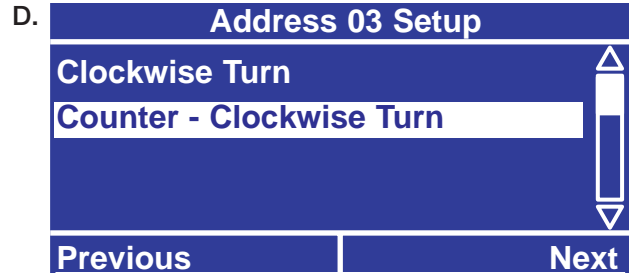 D.
Address 03 Setup
Clockwise Turn
Counter - Clockwise Turn
Previous Next